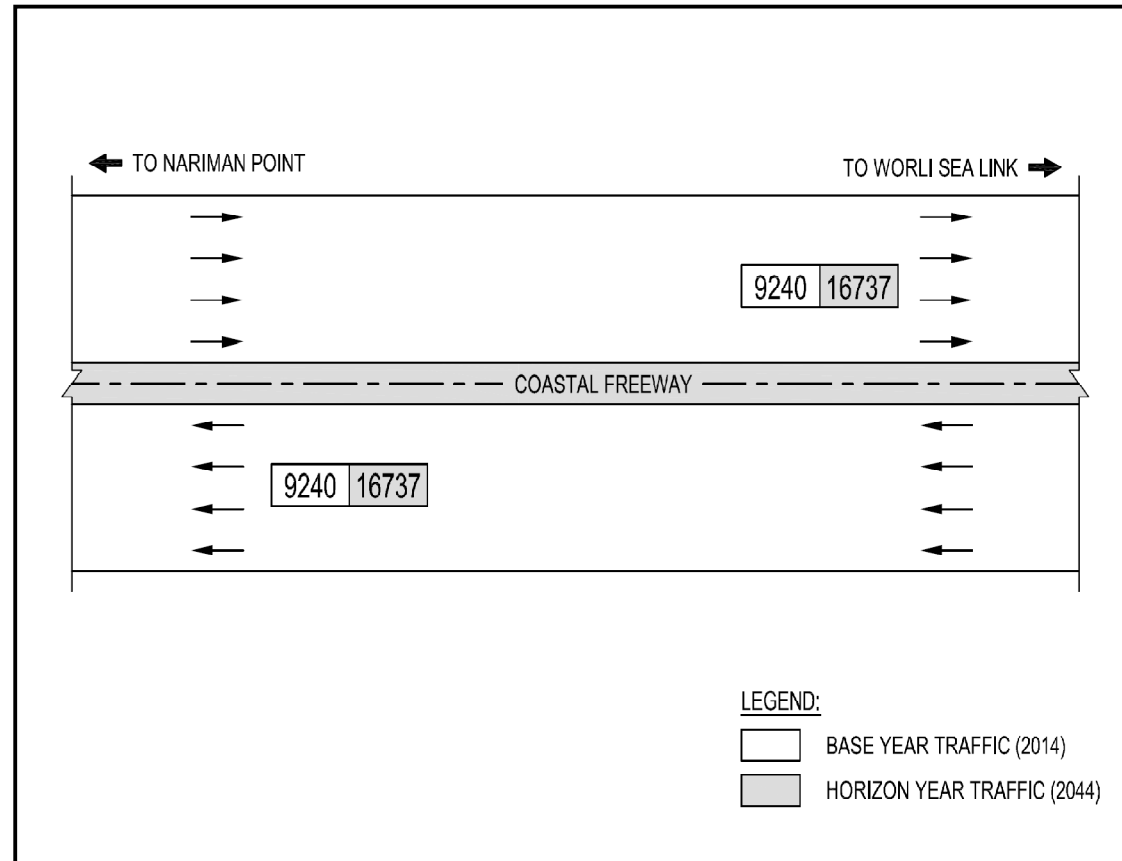 TO NARIMAN POINT
TO WORLI SEA LINK
9240 16737
COASTAL FREEWAY
9240 16737
LEGEND:
BASE YEAR TRAFFIC (2014)
HORIZON YEAR TRAFFIC (2044)